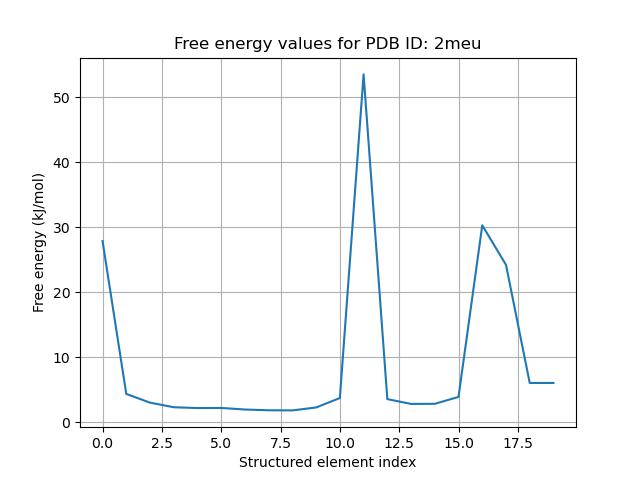 Free energy values for PDB ID: 2meu
50
40
30
20
10
0
Free energy (kJ/mol)
0.0 2.5 5.0 7.5 10.0 12.5 15.0 17.5
Structured element index